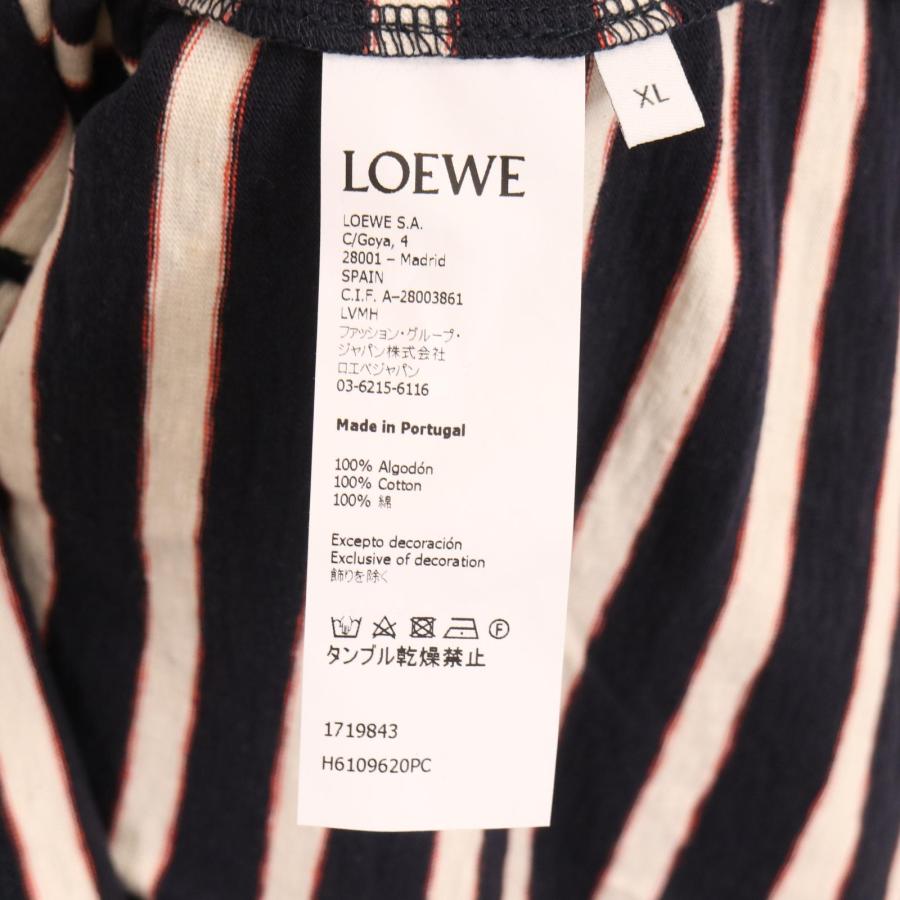 XL
LOEWE
LOEWE S.A.
C/Goya, 4
28001 – Madrid
SPAIN
C.I.F. A–28003861
LVMH
ファッション・グループ・
ジャパン株式会社
ロエベジャパン
03-6215-6116
Made in Portugal
100% Algodón
100% Cotton
100% 綿
Excepto decoración
Exclusive of decoration
飾りを除く
F
タンブル乾燥禁止
1719843
H6109620PC